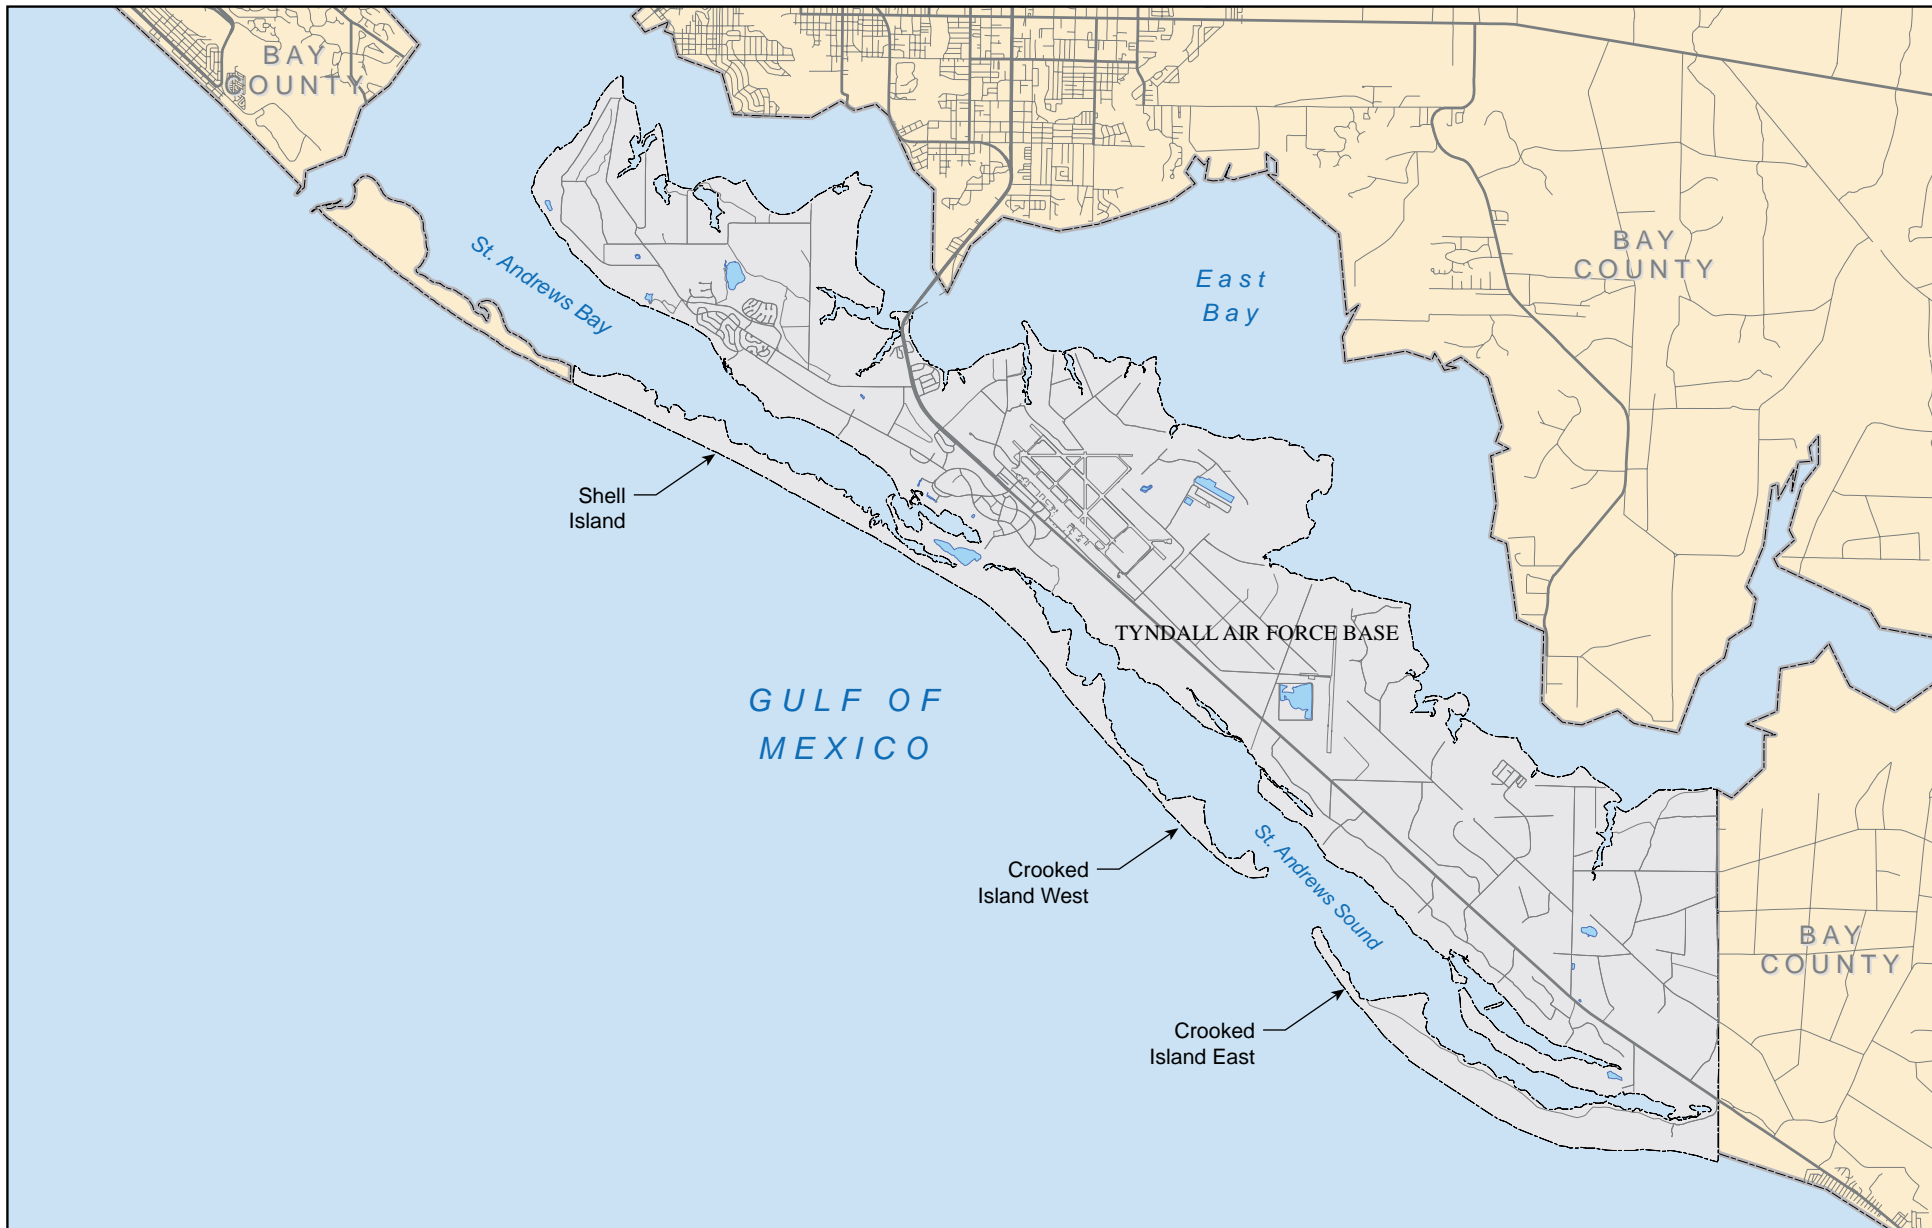 BAY
COUNTY
St. Andrews Bay
East
Bay
BAY
COUNTY
Shell
Island
TYNDALL AIR FORCE BASE
GULF OF
MEXICO
Crooked
Island West
St. Andrews Sound
BAY
COUNTY
Crooked
Island East